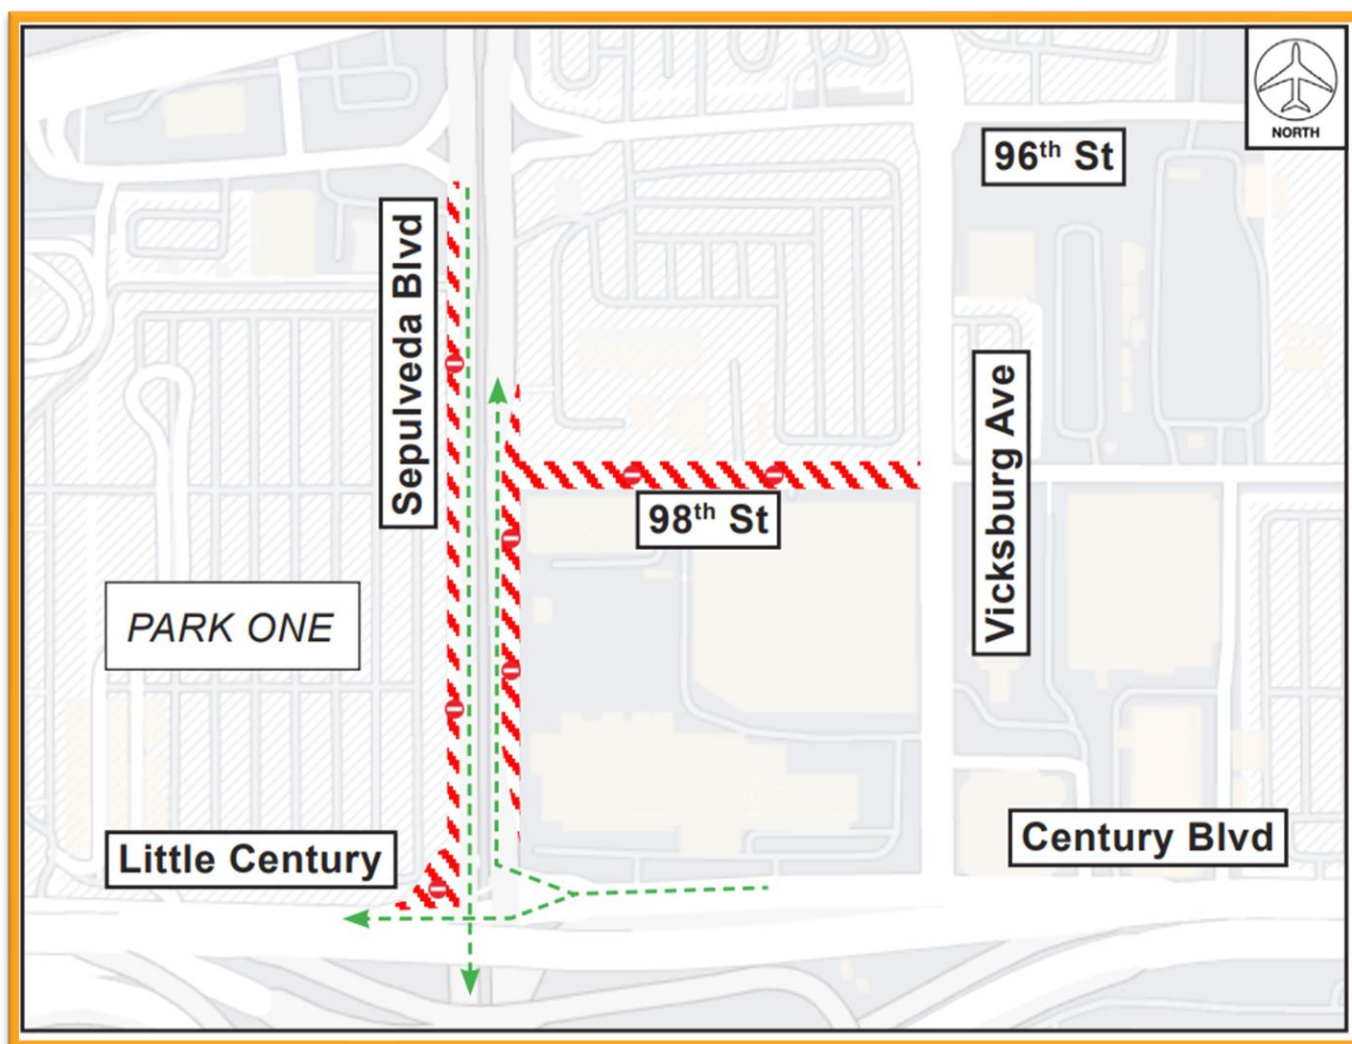 NORTH
96th St
Sepulveda Blvd
Vicksburg Ave
98th St
PARK ONE
Little Century
Century Blvd